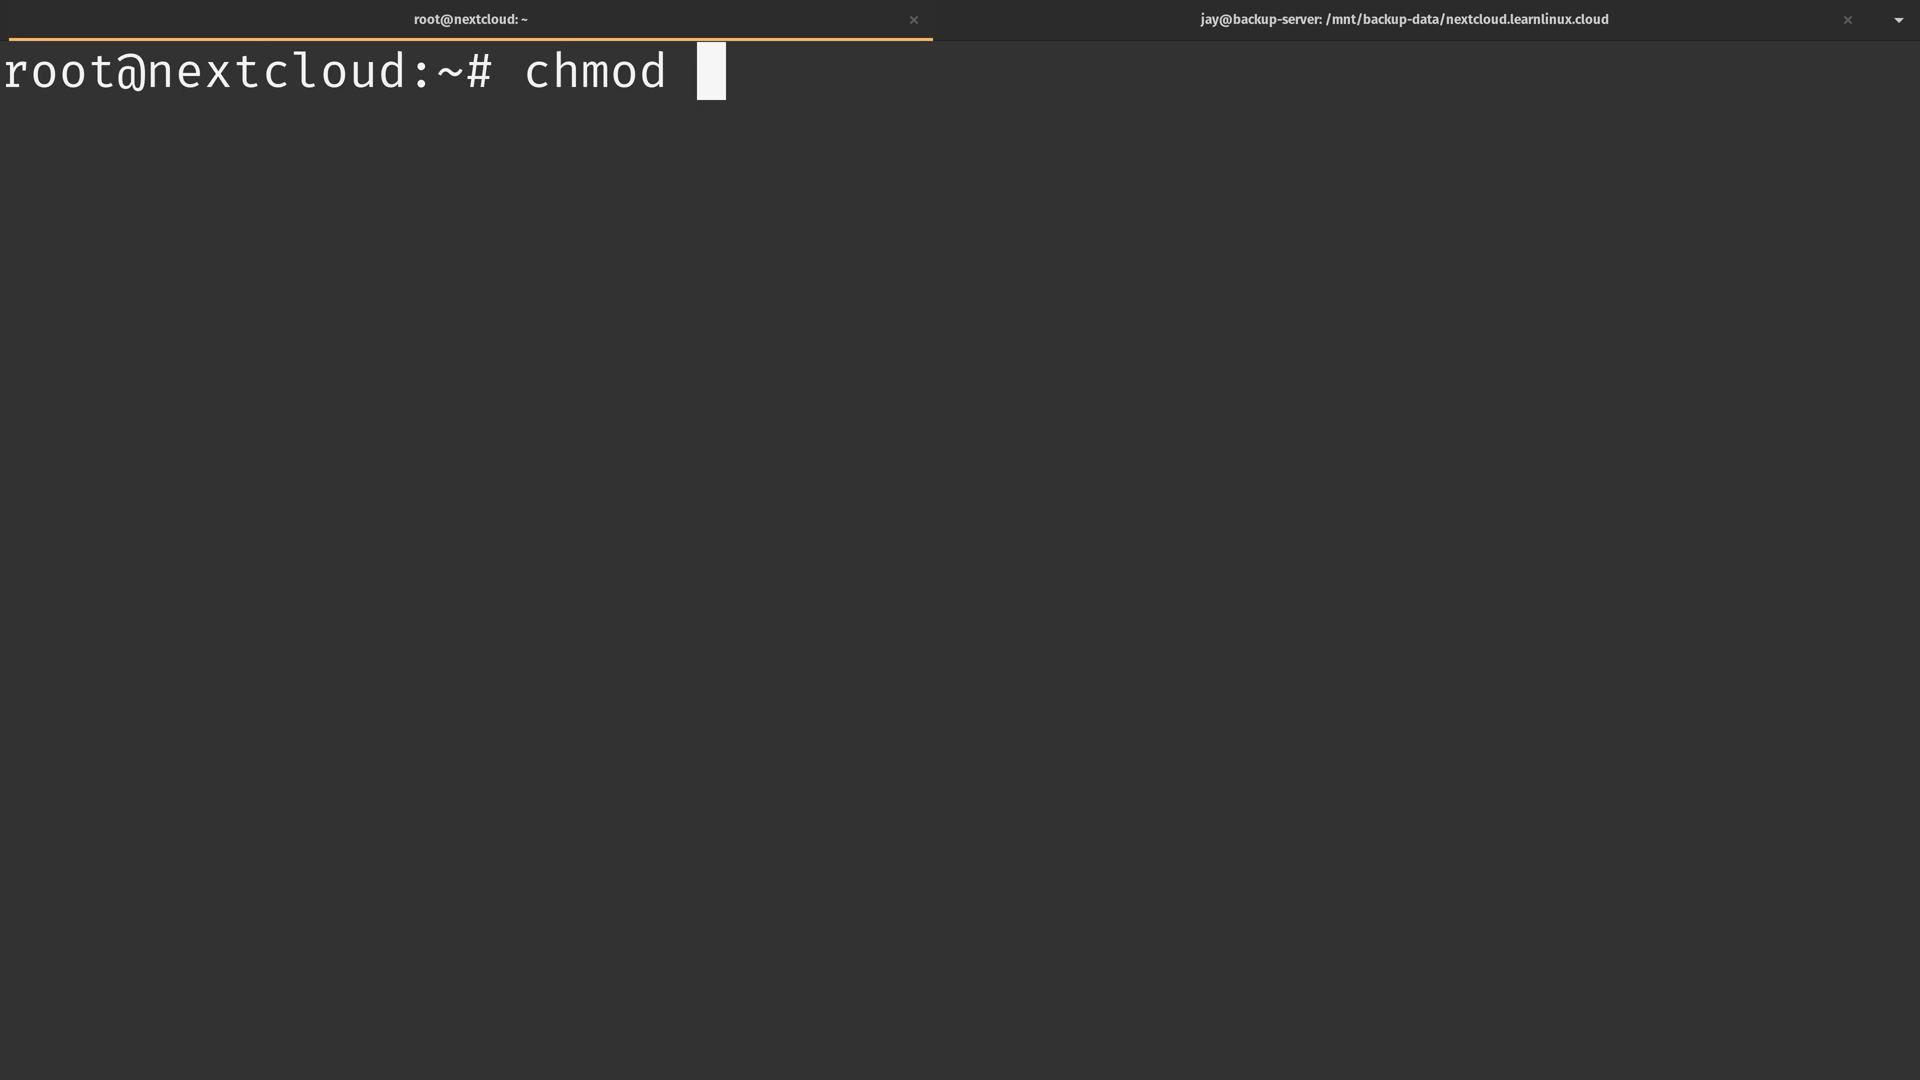 root@nextcloud: ~
jay@backup-server: /mnt/backup-data/nextcloud.learnlinux.cloud
root@nextcloud:~# chmod